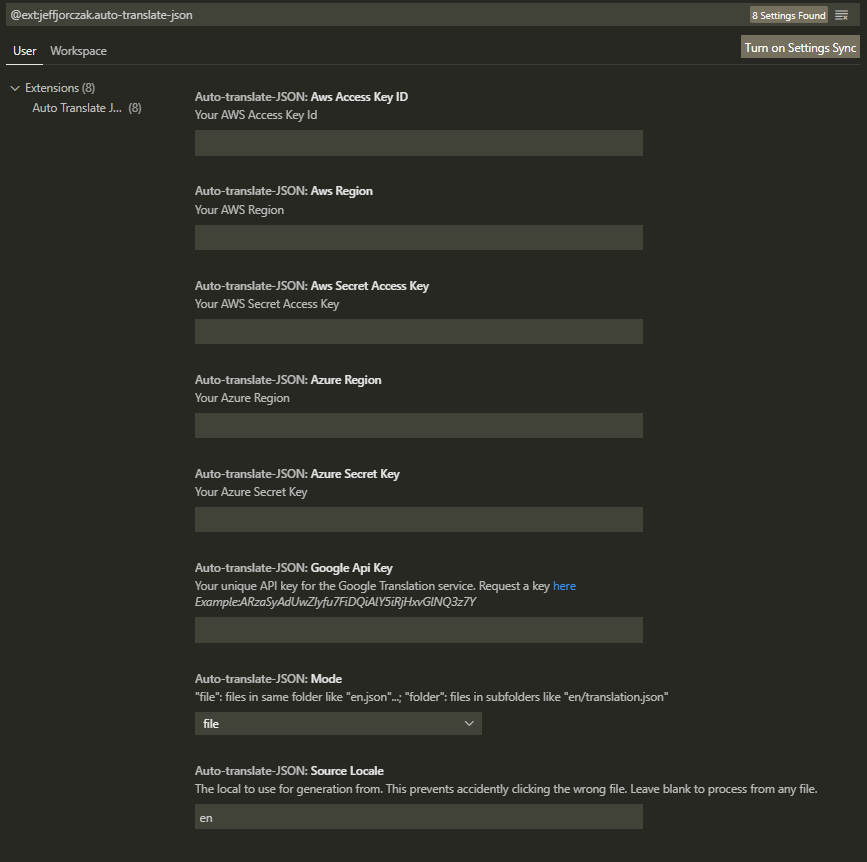 @ext:jeffjorczak.auto-translate-json
8 Settings Found
User
Workspace
Turn on Settings Sync
Extensions (8)
Auto Translate J... (8)
Auto-translate-JSON: Aws Access Key ID
Your AWS Access Key Id
Auto-translate-JSON: Aws Region
Your AWS Region
Auto-translate-JSON: Aws Secret Access Key
Your AWS Secret Access Key
Auto-translate-JSON: Azure Region
Your Azure Region
Auto-translate-JSON: Azure Secret Key
Your Azure Secret Key
Auto-translate-JSON: Google Api Key
Your unique API key for the Google Translation service. Request a key here
Example:ARzaSyAdUwZIyfu7FiDQiAlY5iRjHxvGlNQ3z7Y
Auto-translate-JSON: Mode
"file": files in same folder like "en.json"...; "folder": files in subfolders like "en/translation.json"
file
Auto-translate-JSON: Source Locale
The local to use for generation from. This prevents accidently clicking the wrong file. Leave blank to process from any file.
en